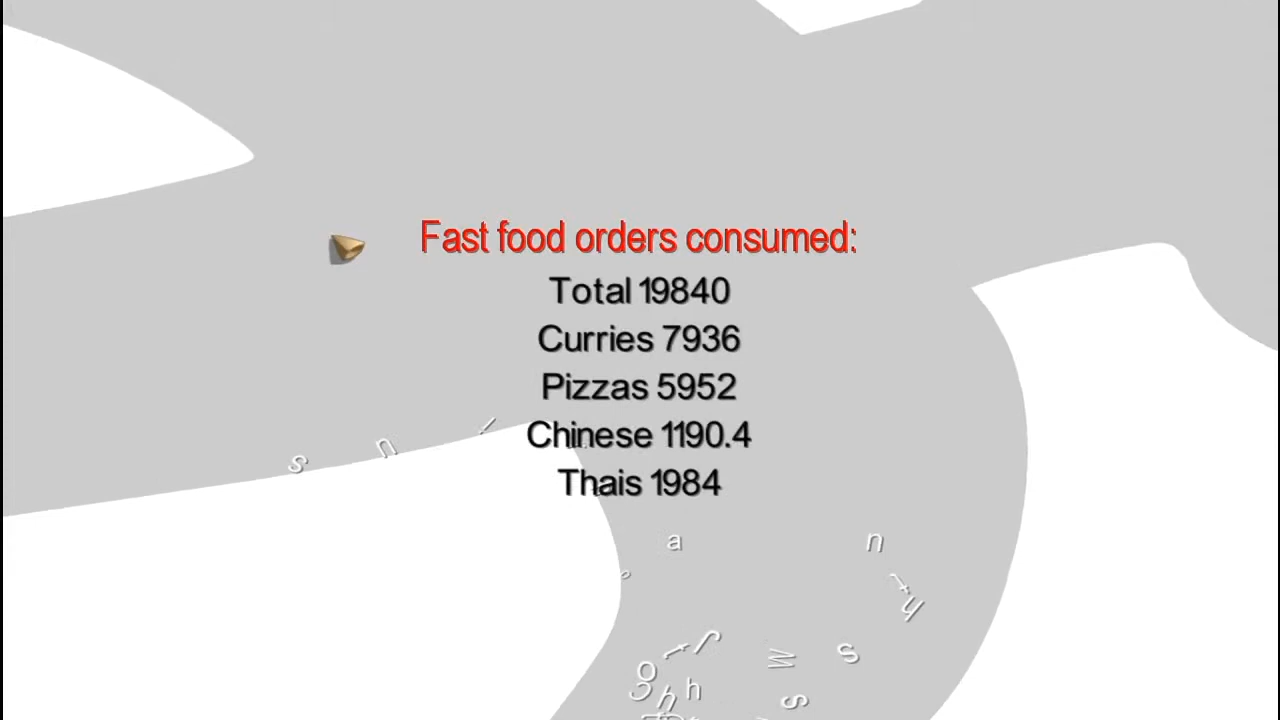 Fast food orders consumed:
Total 19840
Curries 7936
Pizzas 5952
Chinese 1190.4
Thais 1984
s n
a n
h
s
o
h
s